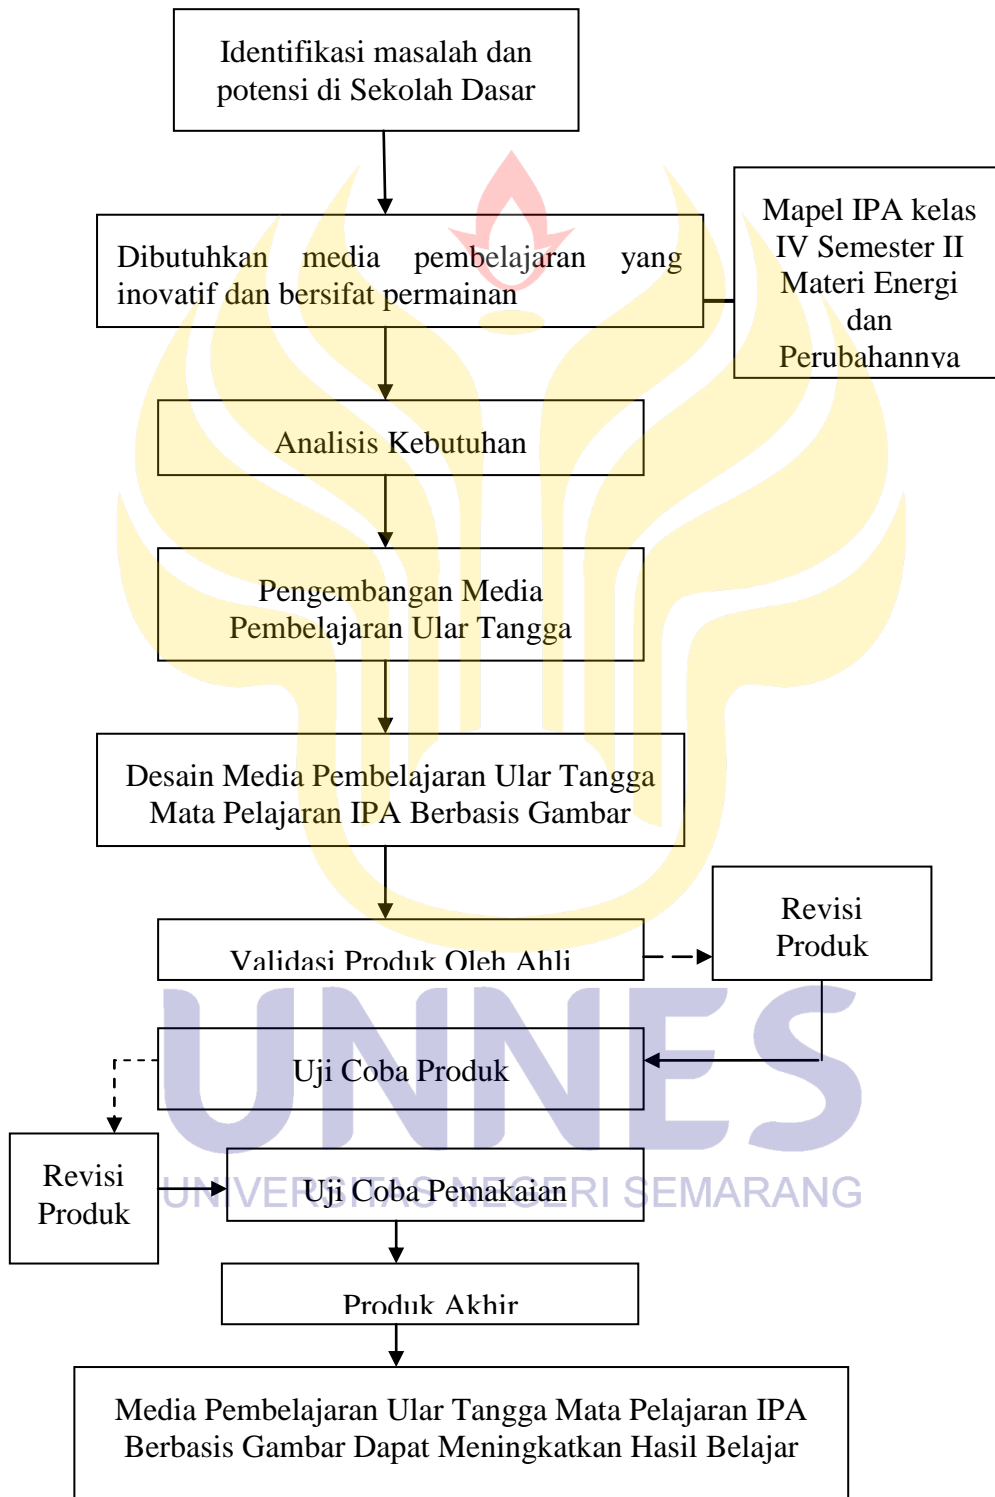 Identifikasi masalah dan
potensi di Sekolah Dasar
Dibutuhkan media pembelajaran yang
inovatif dan bersifat permainan
Mapel IPA kelas
IV Semester II
Materi Energi
dan
Perubahannya
Analisis Kebutuhan
Pengembangan Media
Pembelajaran Ular Tangga
Desain Media Pembelajaran Ular Tangga
Mata Pelajaran IPA Berbasis Gambar
Validasi Produk Oleh Ahli
Revisi
Produk
UNNES
Uji Coba Produk
Revisi
Produk
Uji Coba Pemakaian
UNIVERSITAS NEGERI SEMARANG
Produk Akhir
Media Pembelajaran Ular Tangga Mata Pelajaran IPA
Berbasis Gambar Dapat Meningkatkan Hasil Belajar